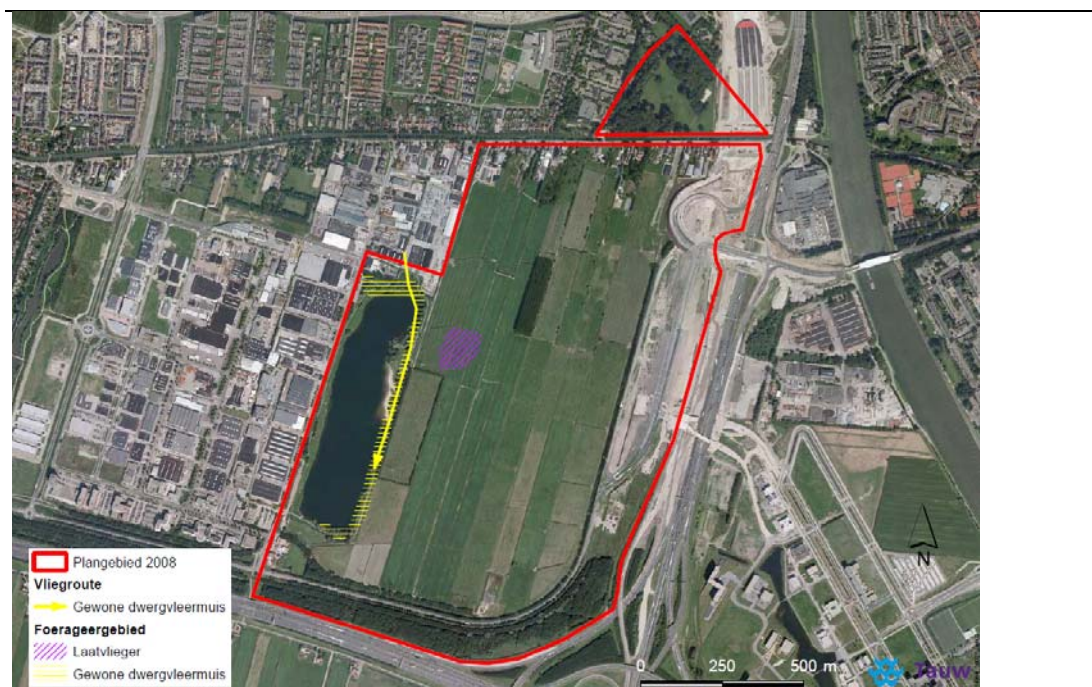 Plangebied 2008
Vliegroute
Gewone dwergvleermuis
Foerageergebied
Laatvlieger
Gewone dwergvleermuis
N
0 250 500 m
Tauw